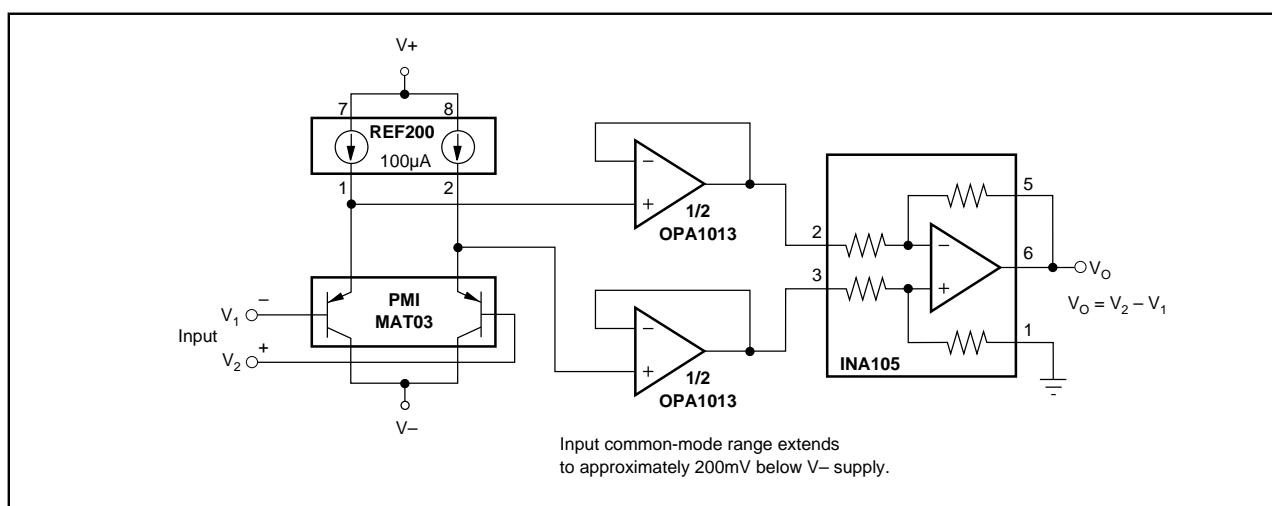 V+
7 8
REF200
100µA
1 2
PMI
MAT03
V1
–
Input
V2
+
V–
–
+
1/2
OPA1013
–
+
1/2
OPA1013
2
3
–
+
5
6
1
INA105
VO
VO = V2 – V1
Input common-mode range extends
to approximately 200mV below V– supply.